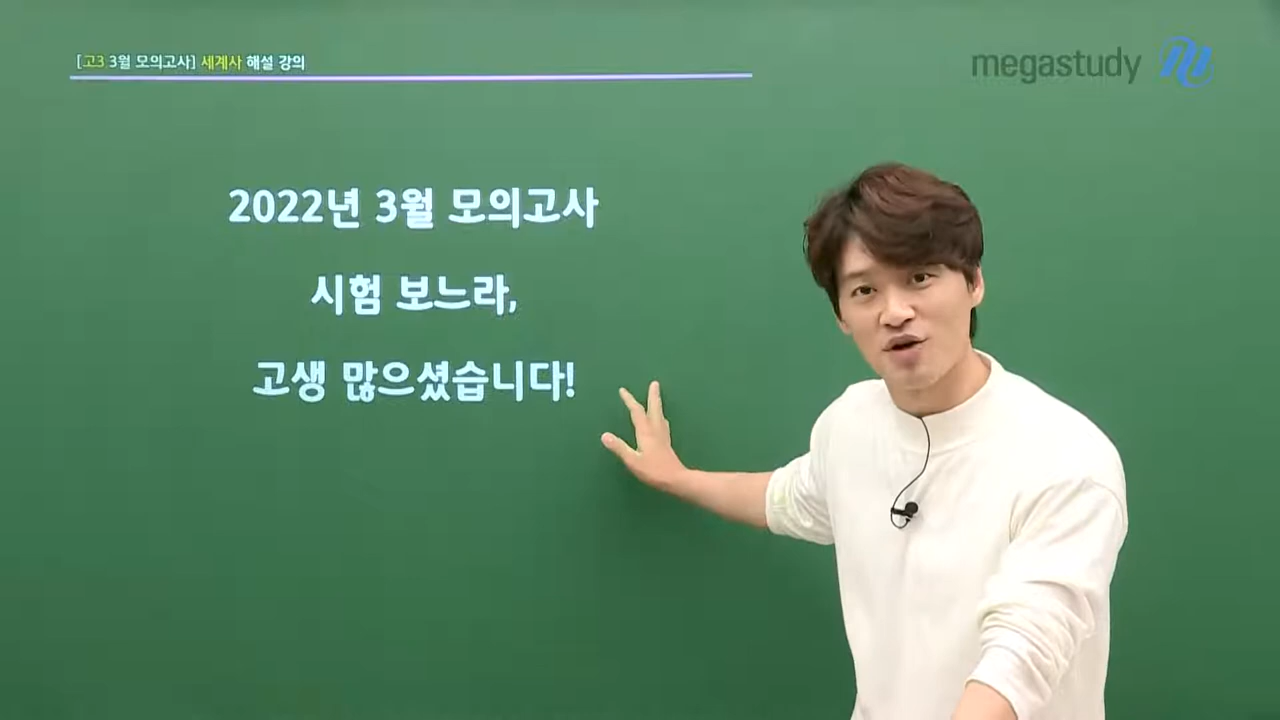 [고3 3월 모의고사] 세계사 해설 강의
megastudy
2022년 3월 모의고사
시험 보느라,
고생 많으셨습니다!